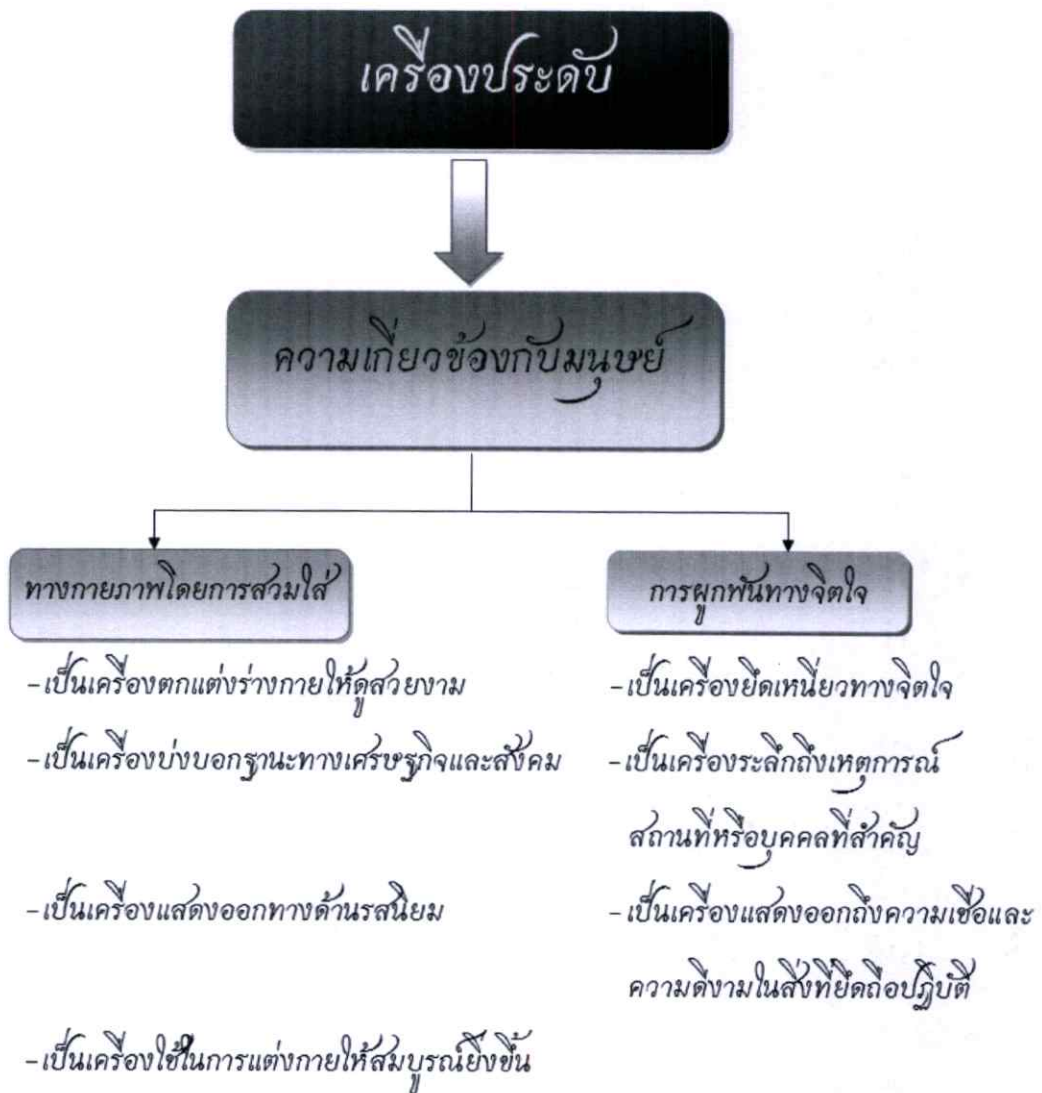 เครื่องประดับ
ความเกี่ยวข้องกับมนุษย์
ทางกายภาพโดยการสวมใส่
-เป็นเครื่องตกแต่งร่างกายให้ดูสวยงาม
-เป็นเครื่องบ่งบอกฐานะทางเศรษฐกิจและสังคม
-เป็นเครื่องแสดงออกทางด้านรสนิยม
-เป็นเครื่องใช้ในการแต่งกายให้สมบูรณ์ยิ่งขึ้น
การผูกพันทางจิตใจ
-เป็นเครื่องยึดเหนี่ยวทางจิตใจ
-เป็นเครื่องระลึกถึงเหตุการณ์
สถานที่หรือบุคคลที่สำคัญ
-เป็นเครื่องแสดงออกถึงความเชื่อและ
ความดีงามในสิ่งที่ยึดถือปฏิบัติ